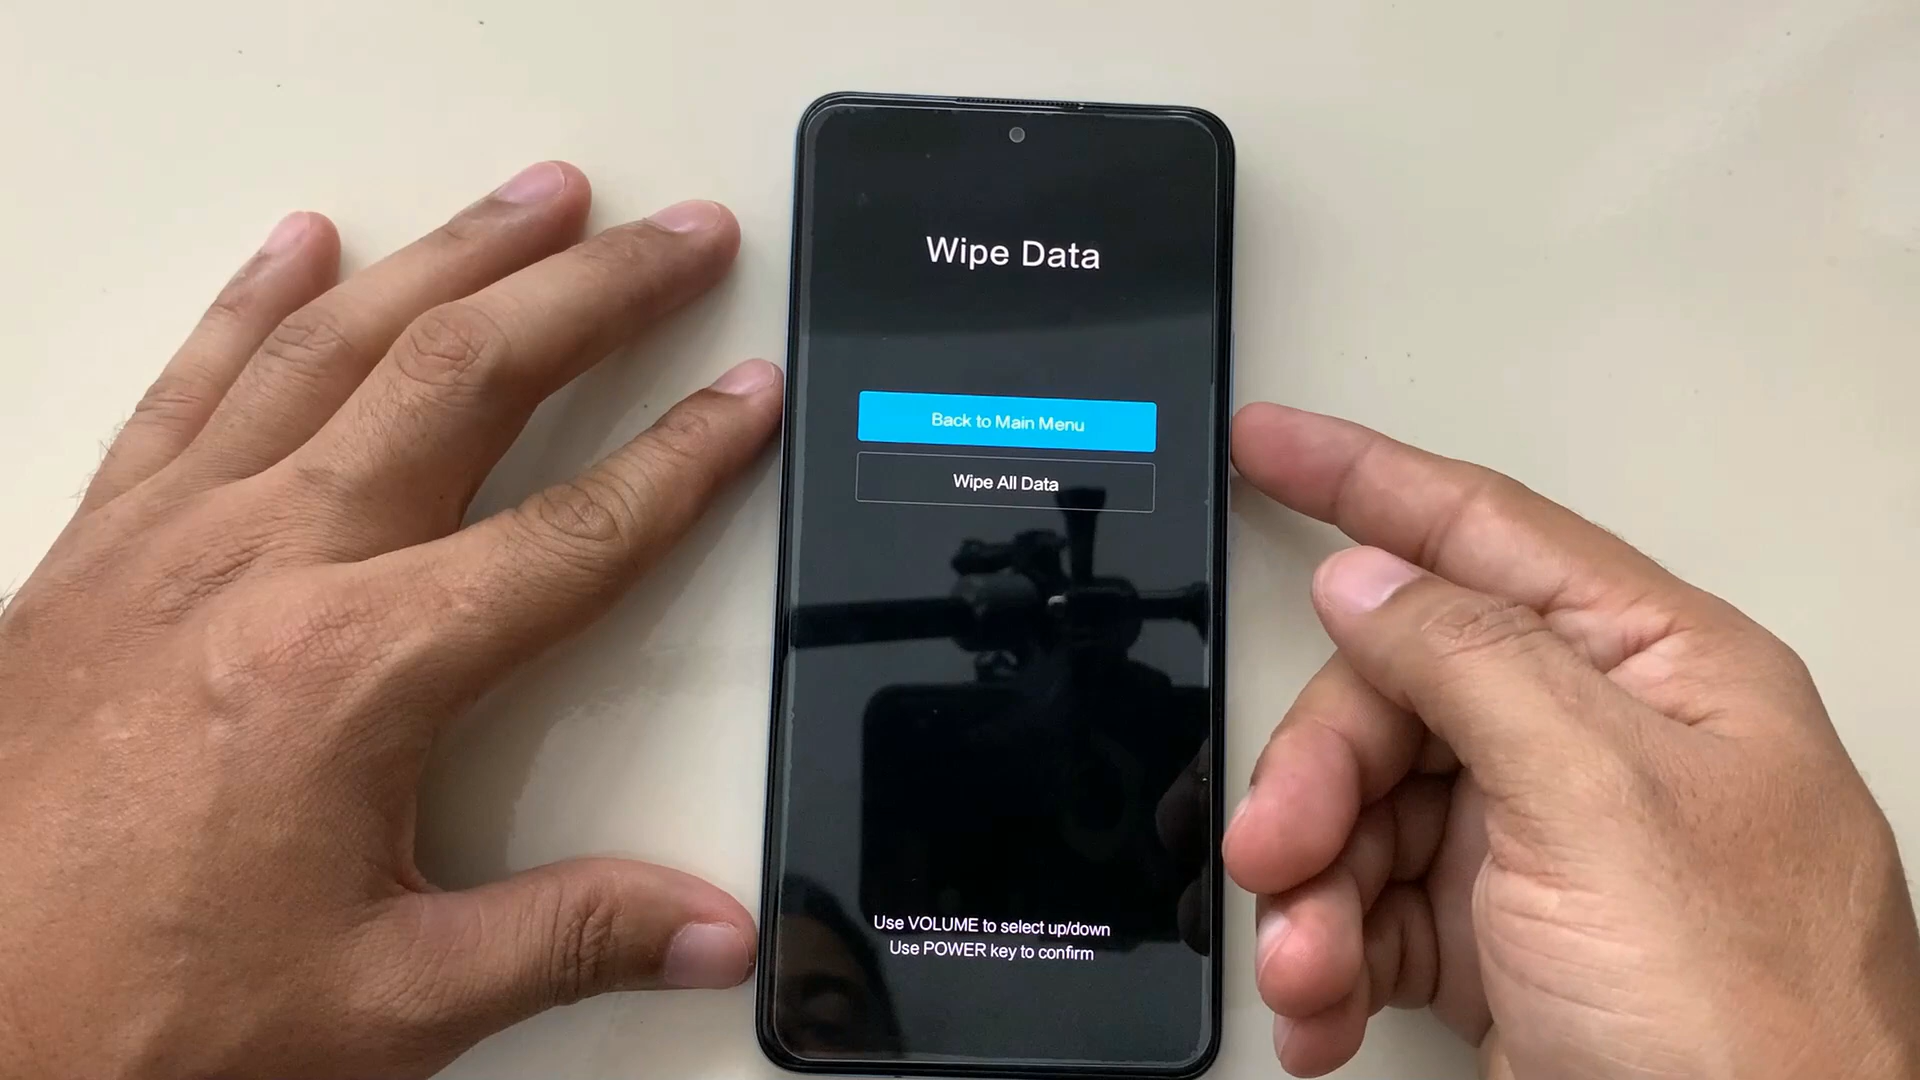 Wipe Data
Back to Main Menu
Wipe All Data
Use VOLUME to select up/down
Use POWER key to confirm